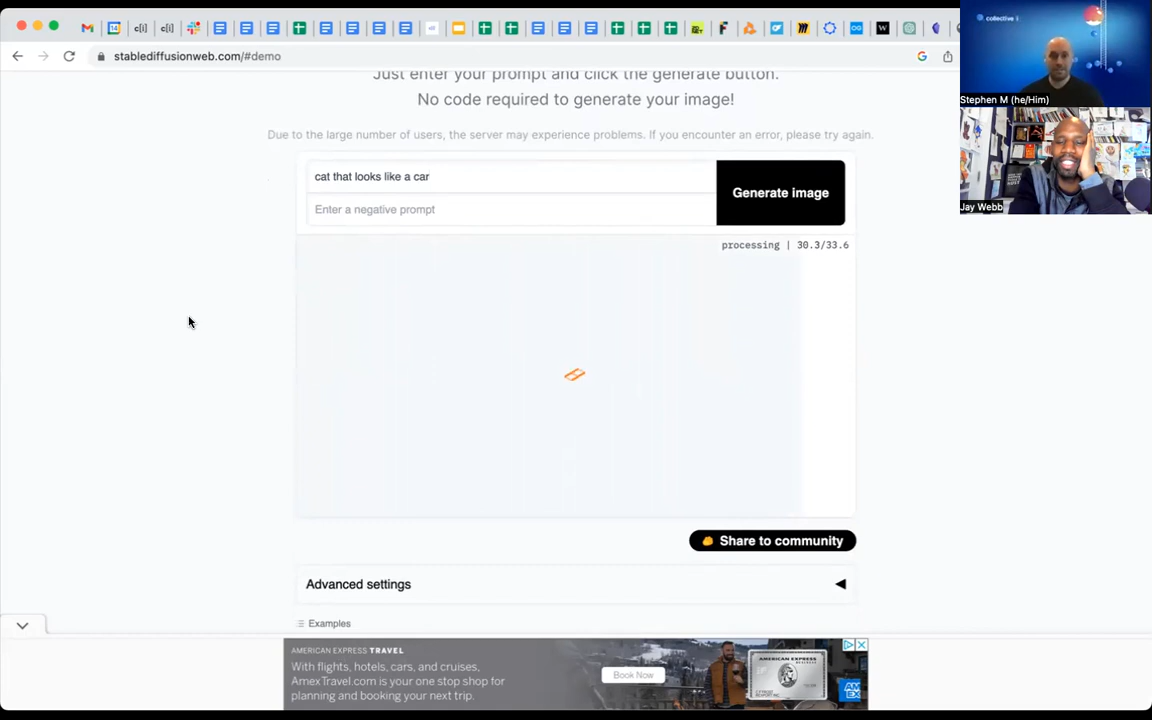 stablediffusionweb.com/#demo
collective i
Stephen M (he/Him)
Jay Webb
Just enter your prompt and click the generate button.
No code required to generate your image!
Due to the large number of users, the server may experience problems. If you encounter an error, please try again.
cat that looks like a car
Generate image
Enter a negative prompt
processing | 30.3/33.6
Share to community
Advanced settings
Examples
AMERICAN EXPRESS TRAVEL
With flights, hotels, cars, and cruises,
AmexTravel.com is your one stop shop for
planning and booking your next trip.
Book Now
AMERICAN EXPRESS